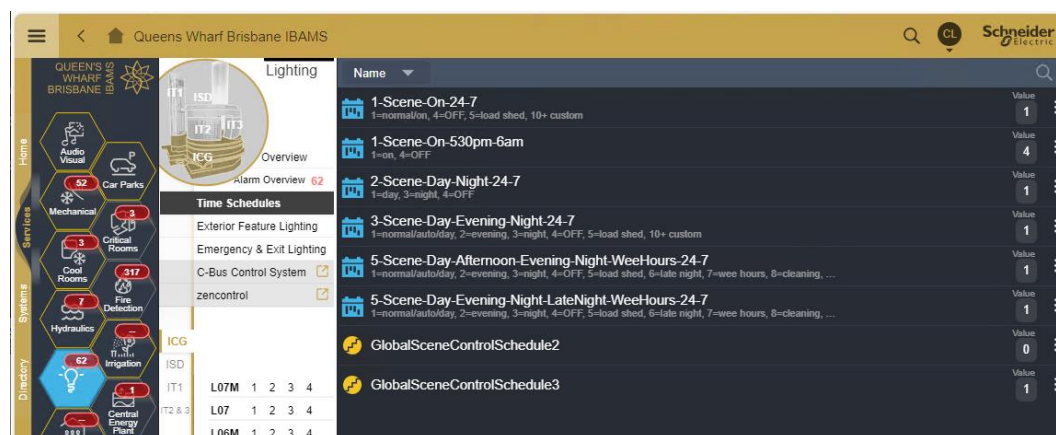 Queens Wharf Brisbane IBAMS
CL
Schneider
Electric
QUEEN'S
WHARF
BRISBANE
IBAMS
Home
Services
Systems
Directory
Audio
Visual
Car Parks
52
Mechanical
3
Critical
Rooms
3
Cool
Rooms
317
Fire
Detection
7
Hydraulics
Irrigation
62
1
Central
Energy
Plant
Lighting
IT1
ISD
IT2
IT3
ICG
Overview
Alarm Overview 62
Time Schedules
Exterior Feature Lighting
Emergency & Exit Lighting
C-Bus Control System
zencontrol
ICG
ISD
IT1
IT2 & 3
L07M 1 2 3 4
L07 1 2 3 4
L06M 1 2 3 4
Name
1-Scene-On-24-7
1=normal/on, 4=OFF, 5=load shed, 10+ custom
Value
1
1-Scene-On-530pm-6am
1=on, 4=OFF
Value
4
2-Scene-Day-Night-24-7
1=day, 3=night, 4=OFF
Value
1
3-Scene-Day-Evening-Night-24-7
1=normal/auto/day, 2=evening, 3=night, 4=OFF, 5=load shed, 10+ custom
Value
1
5-Scene-Day-Afternoon-Evening-Night-WeeHours-24-7
1=normal/auto/day, 2=evening, 3=night, 4=OFF, 5=load shed, 6=late night, 7=wee hours, 8=cleaning, ...
Value
1
5-Scene-Day-Evening-Night-LateNight-WeeHours-24-7
1=normal/auto/day, 2=evening, 3=night, 4=OFF, 5=load shed, 6=late night, 7=wee hours, 8=cleaning, ...
Value
1
GlobalSceneControlSchedule2
Value
0
GlobalSceneControlSchedule3
Value
1